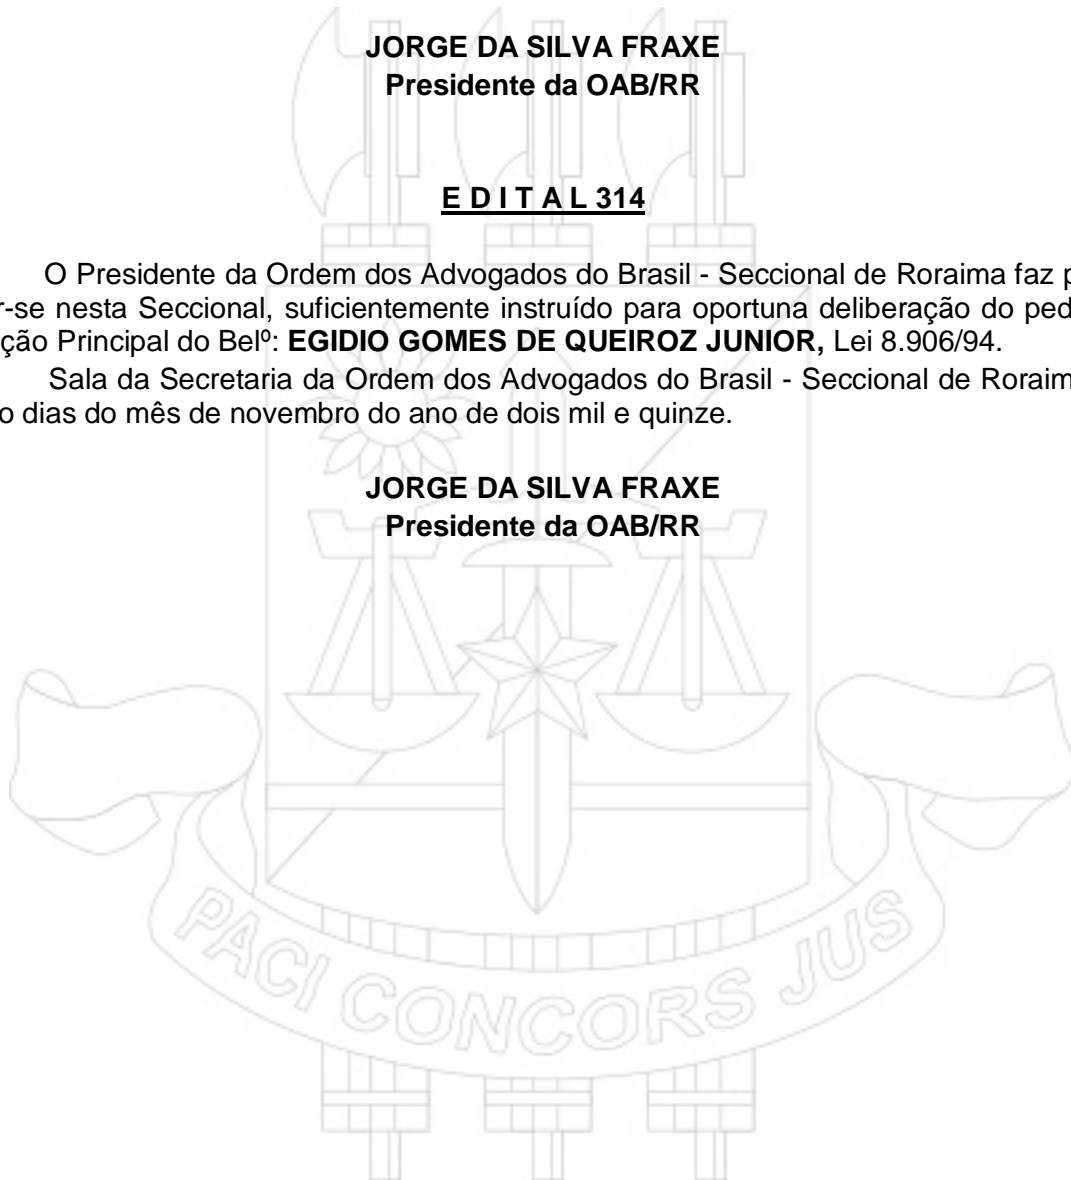 JORGE DA SILVA FRAXE
Presidente da OAB/RR
E D I T A L 314
O Presidente da Ordem dos Advogados do Brasil - Seccional de Roraima faz p
r-se nesta Seccional, suficientemente instruído para oportuna deliberação do ped
ção Principal do Belº: EGIDIO GOMES DE QUEIROZ JUNIOR, Lei 8.906/94.
Sala da Secretaria da Ordem dos Advogados do Brasil - Seccional de Roraim
o dias do mês de novembro do ano de dois mil e quinze.
JORGE DA SILVA FRAXE
Presidente da OAB/RR
PACI CONCORS JUS